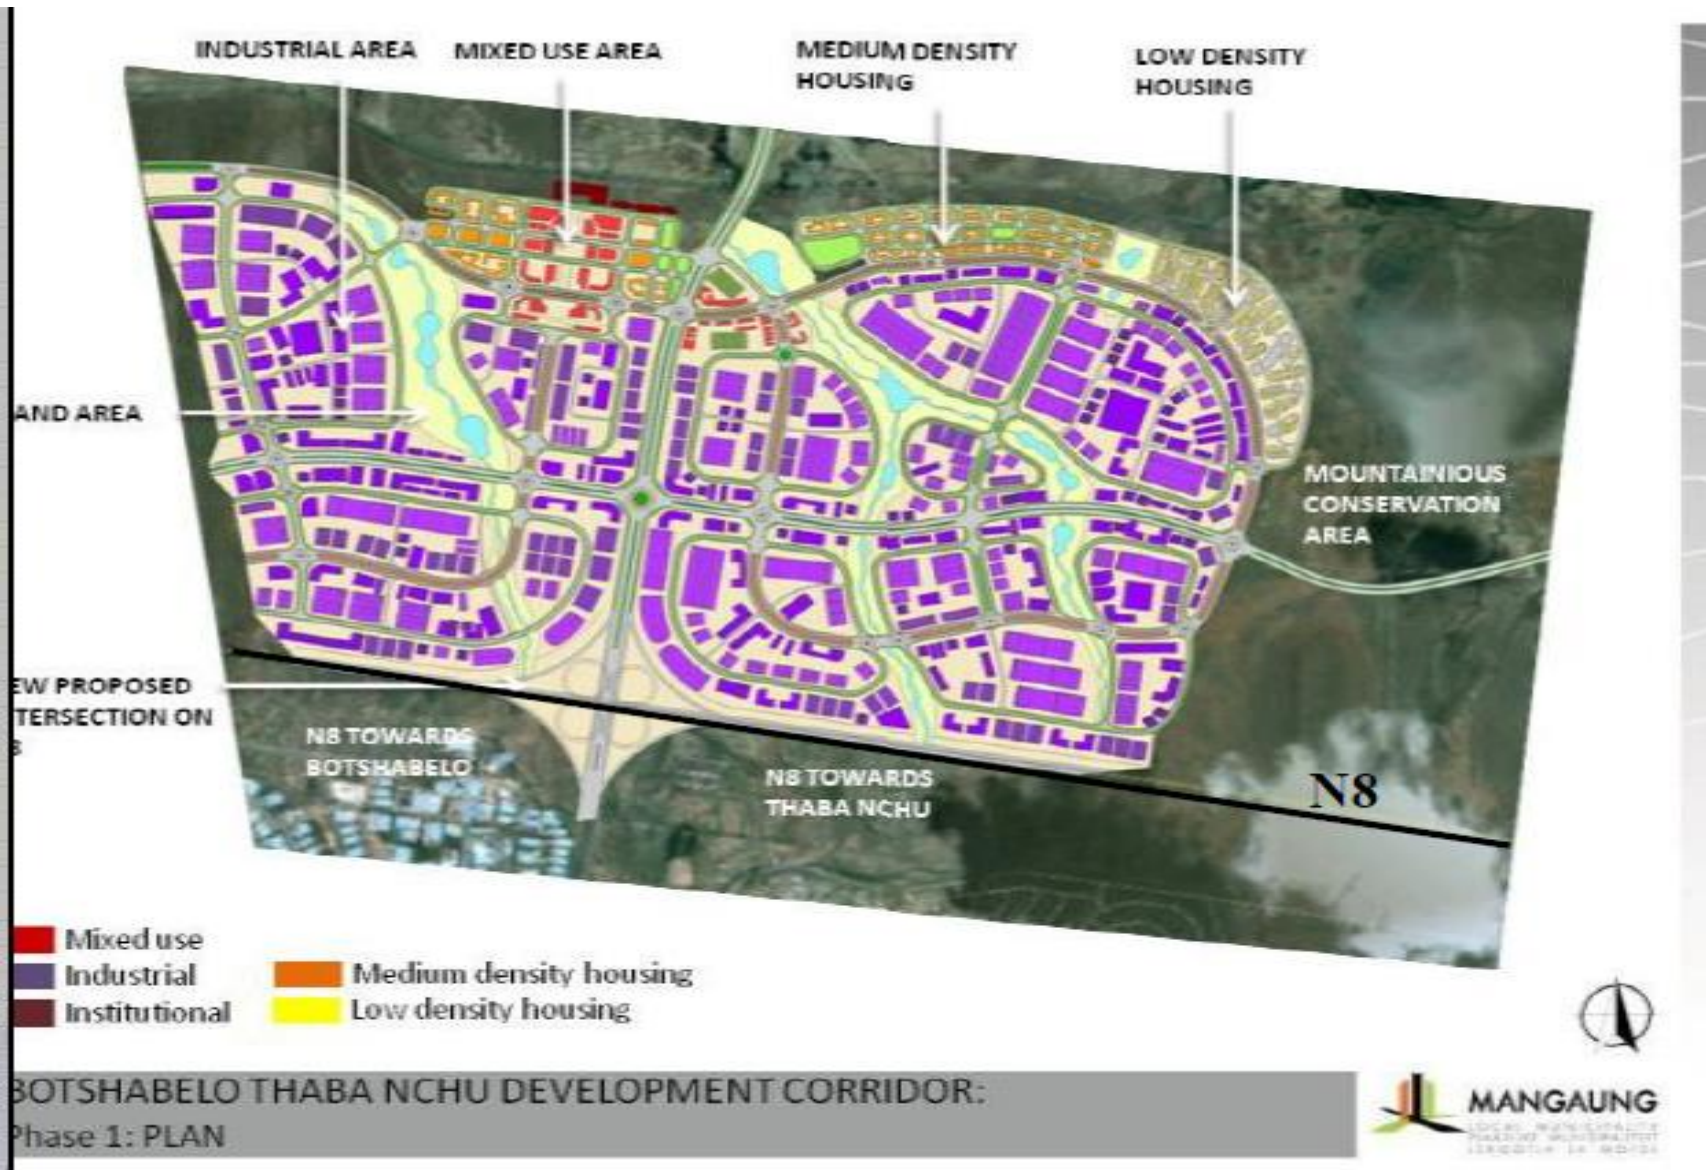 INDUSTRIAL AREA
MIXED USE AREA
MEDIUM DENSITY
HOUSING
LOW DENSITY
HOUSING
AND AREA
MOUNTAINIOUS
CONSERVATION
AREA
EW PROPOSED
TERSECTION ON
8
N8 TOWARDS
BOTSHABELO
N8 TOWARDS
THABA NCHU
N8
Mixed use
Industrial
Institutional
Medium density housing
Low density housing
BOTSHABELO THABA NCHU DEVELOPMENT CORRIDOR:
Phase 1: PLAN
MANGAUNG